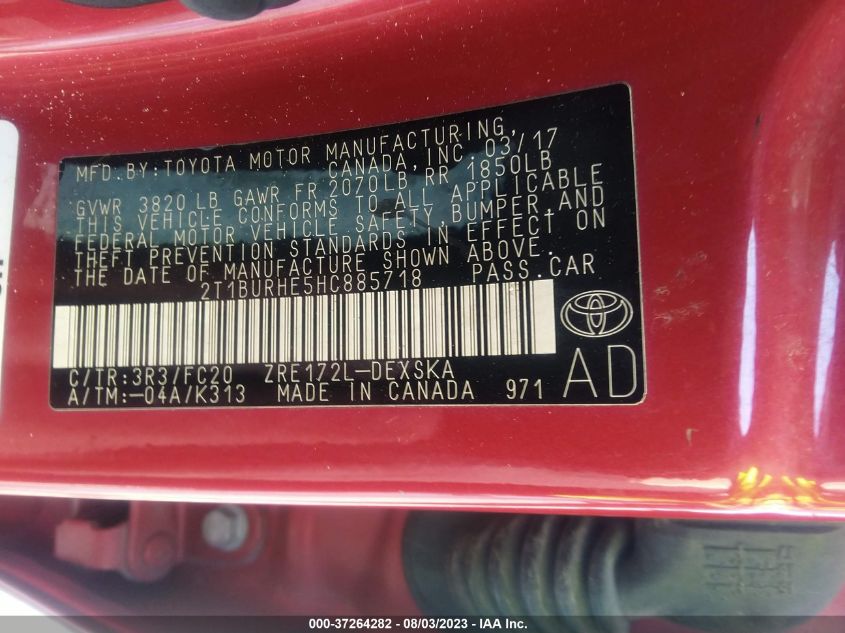 MFD. BY: TOYOTA MOTOR MANUFACTURING,
CANADA, INC. 03/17
GVWR 3820 LB GAWR FR 2070LB, RR 1850LB
THIS VEHICLE CONFORMS TO ALL APPLICABLE
FEDERAL MOTOR VEHICLE SAFETY, BUMPER, AND
THEFT PREVENTION STANDARDS IN EFFECT ON
THE DATE OF MANUFACTURE SHOWN ABOVE.
2T1BURHE5HC885718 PASS. CAR
C/TR: 3R3/FC20 ZRE172L-DEXSKA
A/TM:-04A/K313 MADE IN CANADA 971
AD
000-37264282 - 08/03/2023 - IAA Inc.